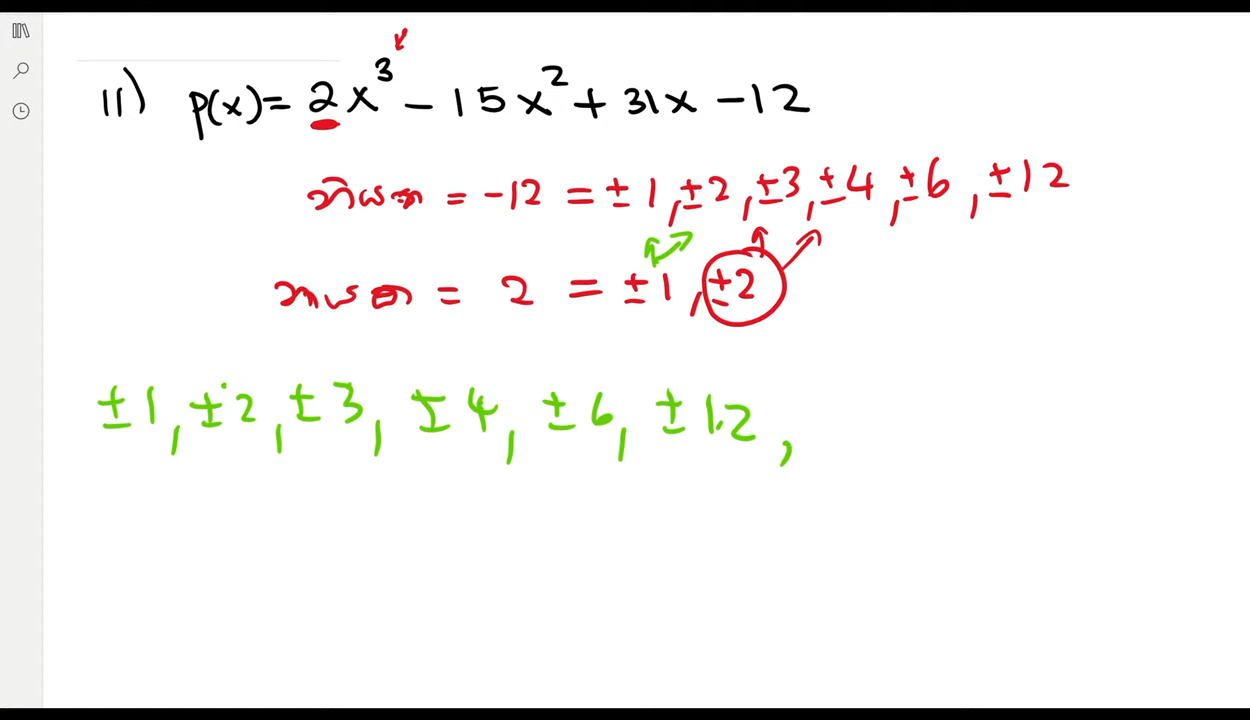 11) p(x)= 2x³ - 15x² + 31x - 12
නියත = -12 = ±1, ±2, ±3, ±4, ±6, ±12
= 2 = ±1, ±2
±1, ±2, ±3, ±4, ±6, ±12,